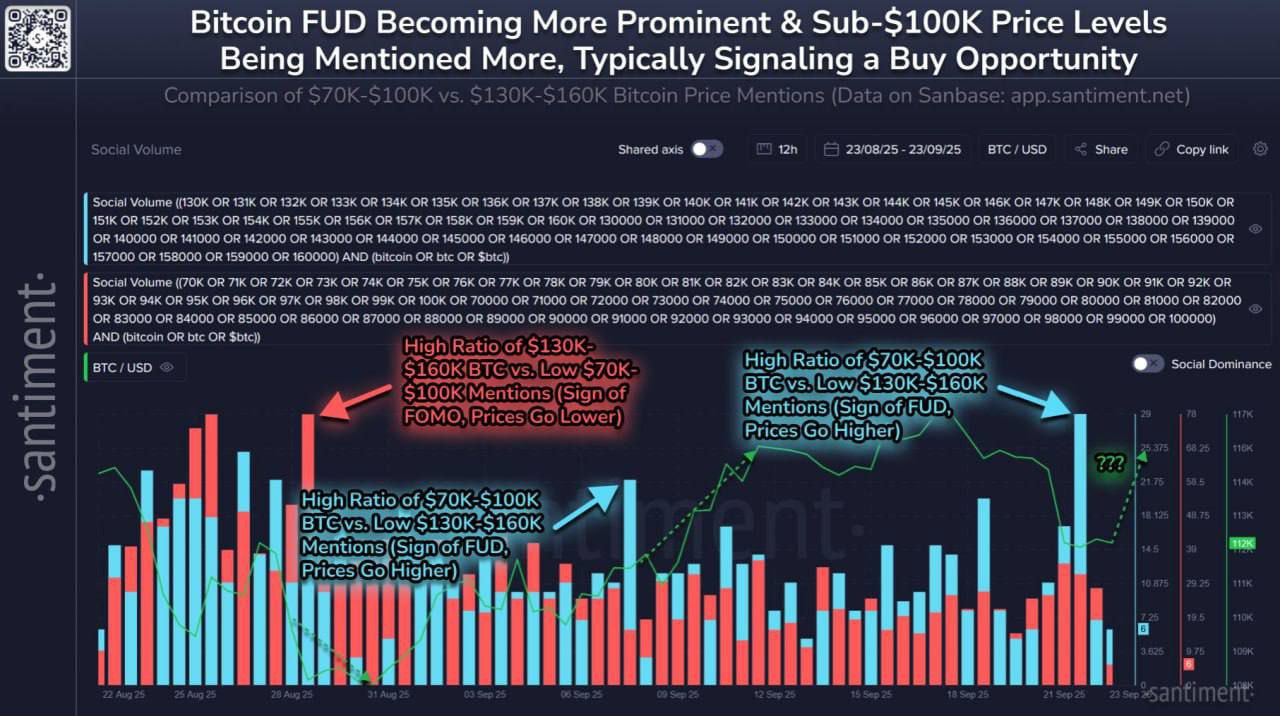 Bitcoin FUD Becoming More Prominent & Sub-$100K Price Levels
Being Mentioned More, Typically Signaling a Buy Opportunity
Comparison of $70K-$100K vs. $130K-$160K Bitcoin Price Mentions (Data on Sanbase: app.santiment.net)
Social Volume
Shared axis
12h
23/08/25 - 23/09/25
BTC / USD
Share
Copy link
Social Volume ((130K OR 131K OR 132K OR 133K OR 134K OR 135K OR 136K OR 137K OR 138K OR 139K OR 140K OR 141K OR 142K OR 143K OR 144K OR 145K OR 146K OR 147K OR 148K OR 149K OR 150K OR
151K OR 152K OR 153K OR 154K OR 155K OR 156K OR 157K OR 158K OR 159K OR 160K OR 130000 OR 131000 OR 132000 OR 133000 OR 134000 OR 135000 OR 136000 OR 137000 OR 138000 OR 139000
OR 140000 OR 141000 OR 142000 OR 143000 OR 144000 OR 145000 OR 146000 OR 147000 OR 148000 OR 149000 OR 150000 OR 151000 OR 152000 OR 153000 OR 154000 OR 155000 OR 156000 OR
157000 OR 158000 OR 159000 OR 160000) AND (bitcoin OR btc OR $btc))
Social Volume ((70K OR 71K OR 72K OR 73K OR 74K OR 75K OR 76K OR 77K OR 78K OR 79K OR 80K OR 81K OR 82K OR 83K OR 84K OR 85K OR 86K OR 87K OR 88K OR 89K OR 90K OR 91K OR 92K OR
93K OR 94K OR 95K OR 96K OR 97K OR 98K OR 99K OR 100K OR 70000 OR 71000 OR 72000 OR 73000 OR 74000 OR 75000 OR 76000 OR 77000 OR 78000 OR 79000 OR 80000 OR 81000 OR 82000
OR 83000 OR 84000 OR 85000 OR 86000 OR 87000 OR 88000 OR 89000 OR 90000 OR 91000 OR 92000 OR 93000 OR 94000 OR 95000 OR 96000 OR 97000 OR 98000 OR 99000 OR 100000)
AND (bitcoin OR btc OR $btc))
BTC / USD
Social Dominance
High Ratio of $130K-
$160K BTC vs. Low $70K-
$100K Mentions (Sign of
FOMO, Prices Go Lower)
High Ratio of $70K-$100K
BTC vs. Low $130K-$160K
Mentions (Sign of FUD,
Prices Go Higher)
High Ratio of $70K-$100K
BTC vs. Low $130K-$160K
Mentions (Sign of FUD,
Prices Go Higher)
???
29
25.375
21.75
18.125
14.5
10.875
7.25
6
3.625
0
78
68.25
58.5
48.75
39
29.25
19.5
9.75
6
0
117K
116K
114K
113K
112K
111K
110K
109K
108K
22 Aug 25
25 Aug 25
28 Aug 25
31 Aug 25
03 Sep 25
06 Sep 25
09 Sep 25
12 Sep 25
15 Sep 25
18 Sep 25
21 Sep 25
23 Sep
·santiment·
santiment·
santiment·